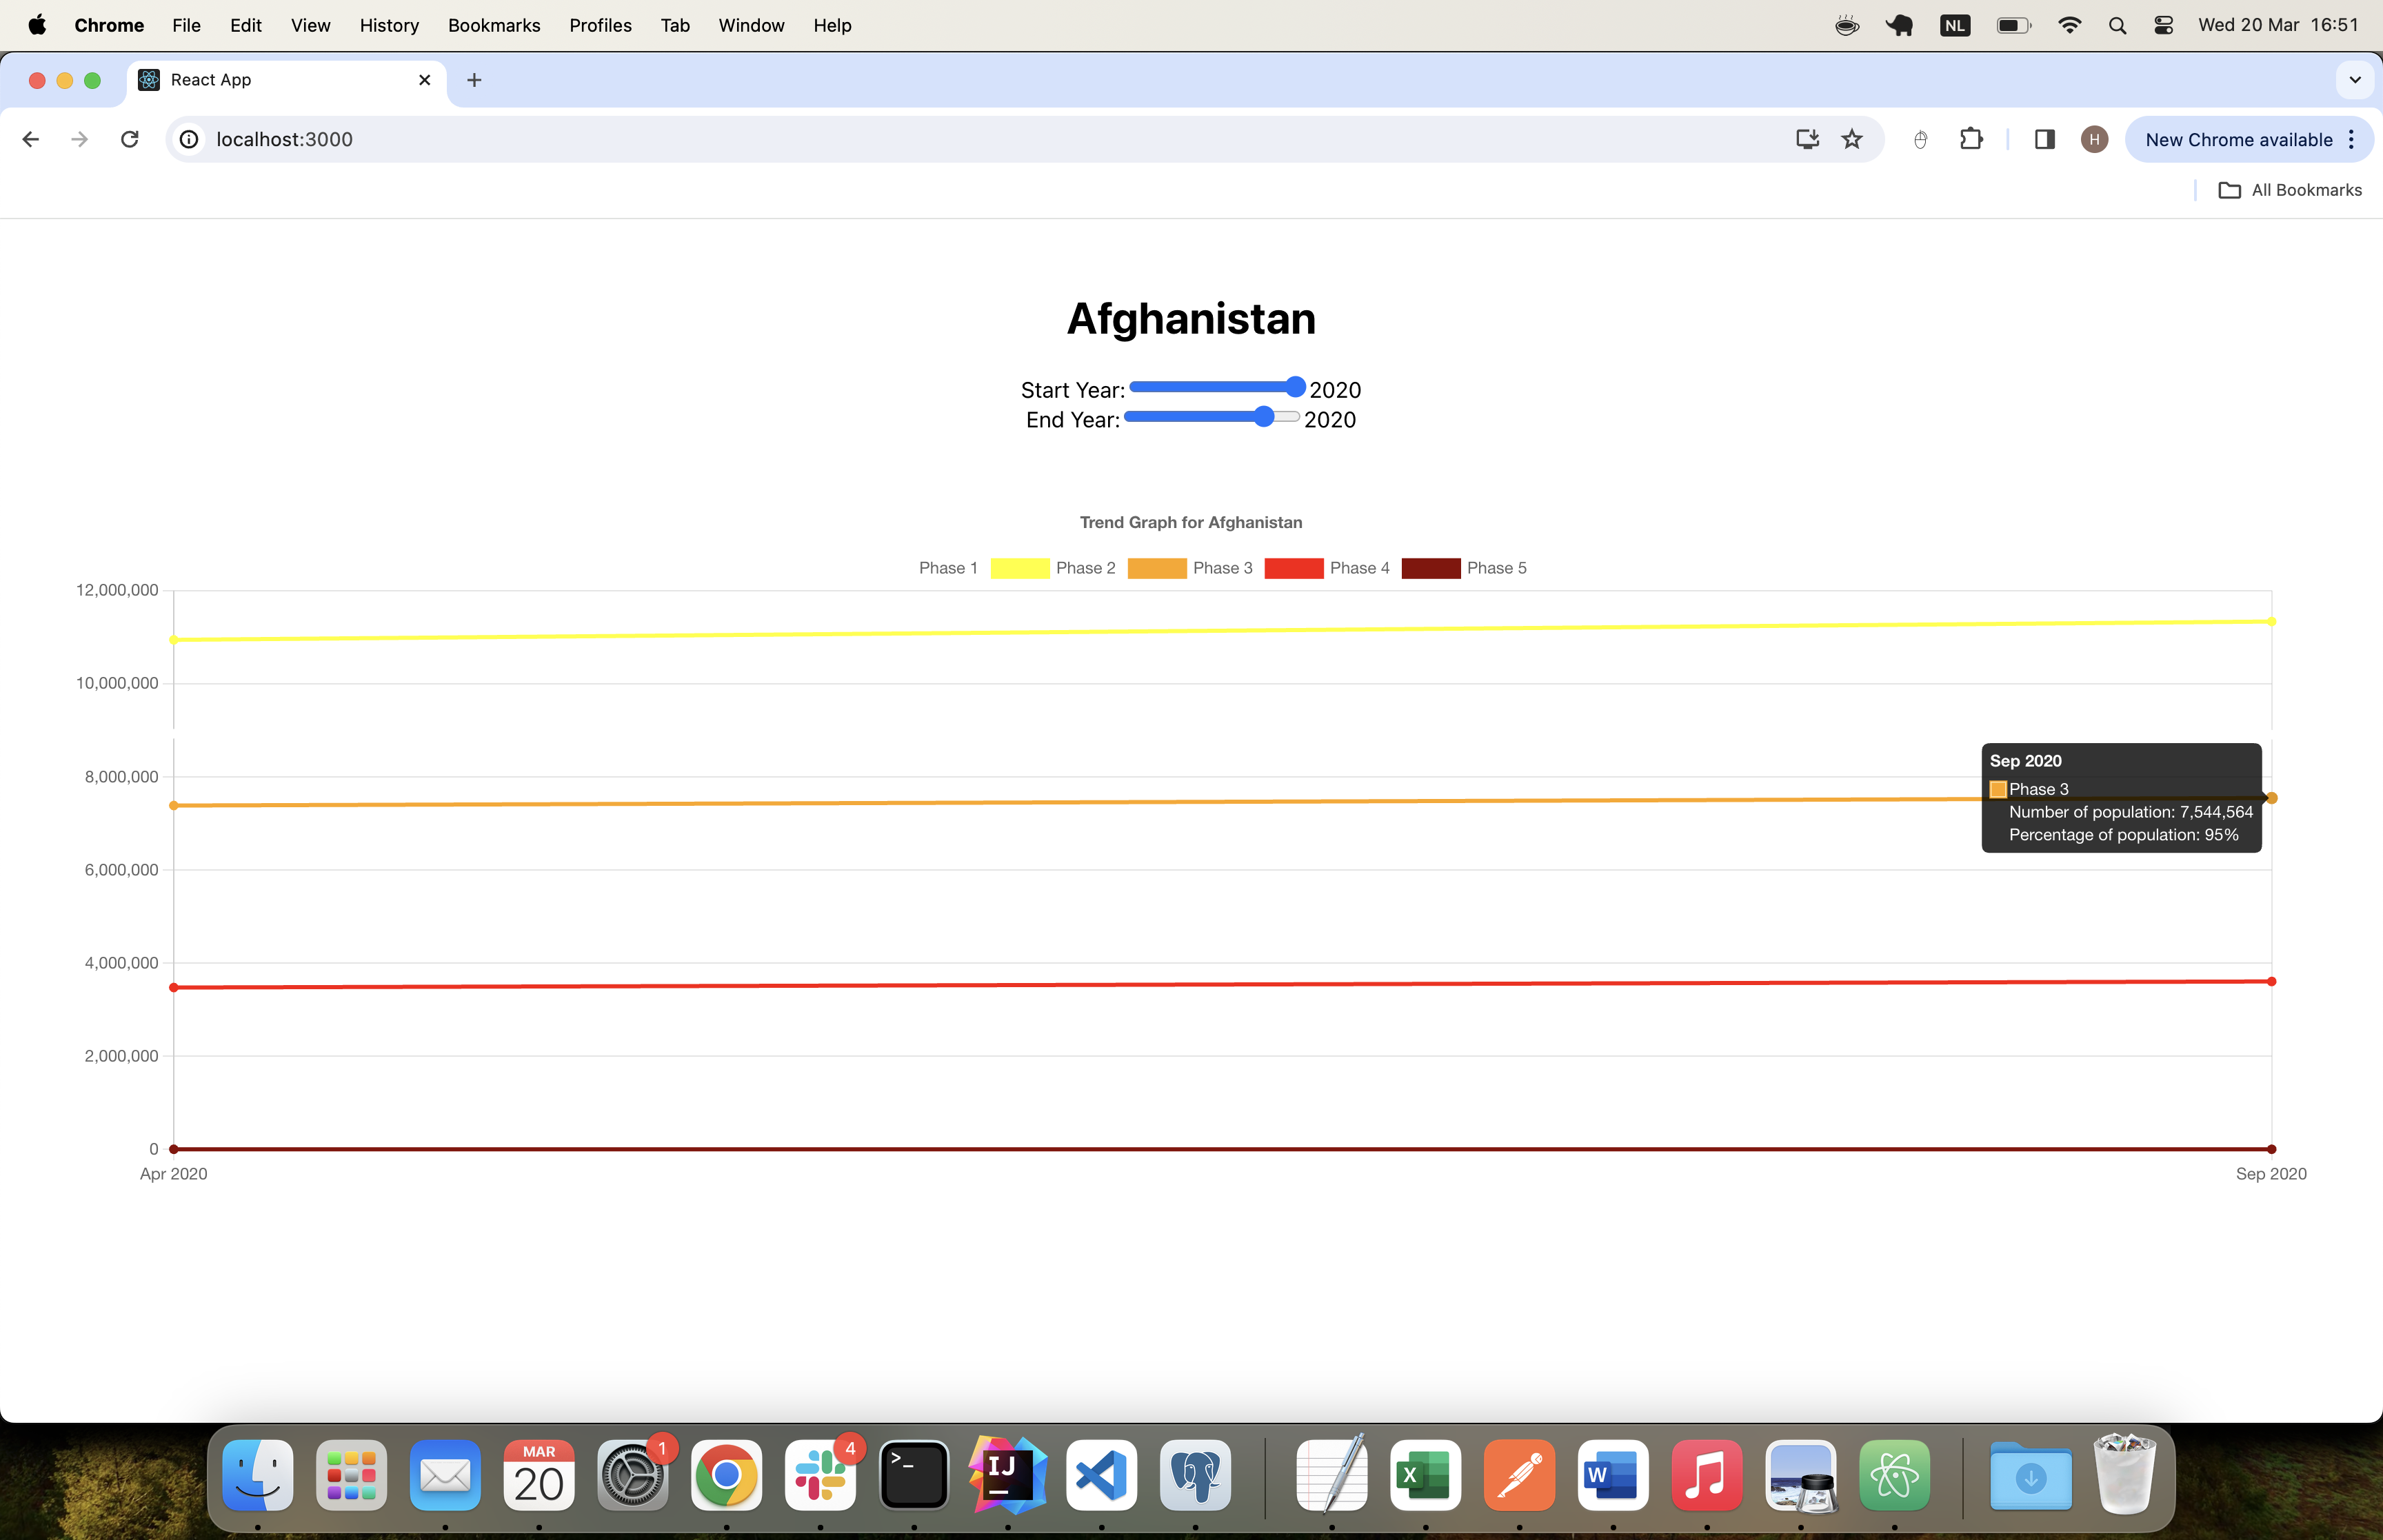 Chrome File Edit View History Bookmarks Profiles Tab Window Help NL Wed 20 Mar 16:51
React App
localhost:3000 H New Chrome available
All Bookmarks
Afghanistan
Start Year: 2020
End Year: 2020
Trend Graph for Afghanistan
Phase 1 Phase 2 Phase 3 Phase 4 Phase 5
12,000,000
10,000,000
8,000,000
6,000,000
4,000,000
2,000,000
0
Apr 2020 Sep 2020
Sep 2020
Phase 3
Number of population: 7,544,564
Percentage of population: 95%
MAR
20
1
4
>_
IJ
X
W